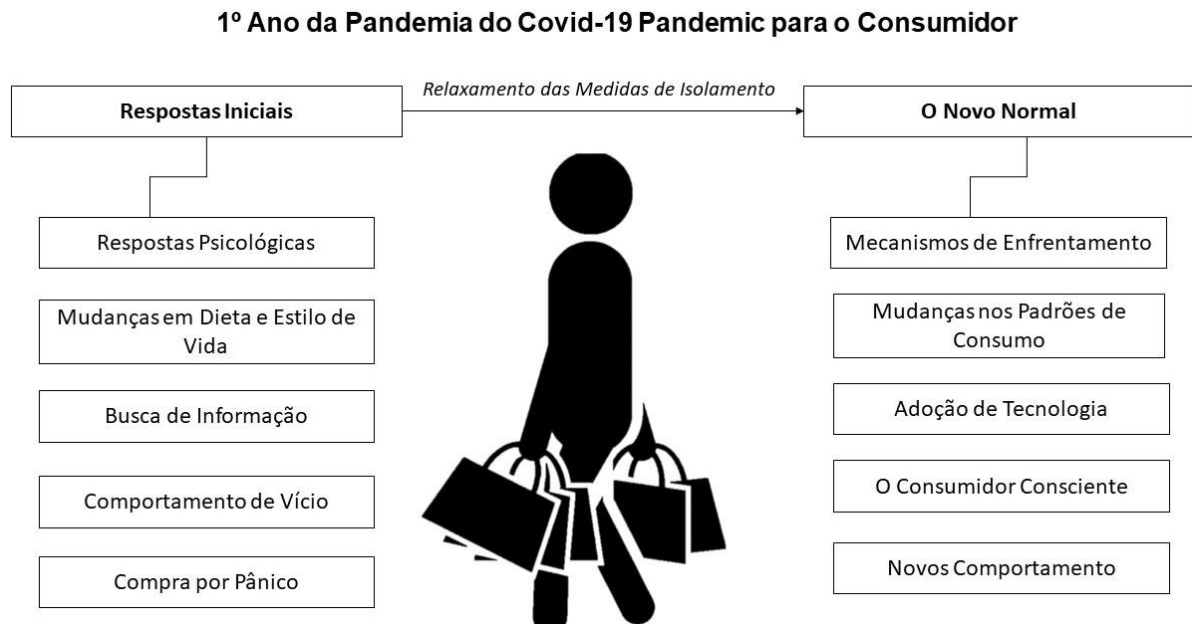 1º Ano da Pandemia do Covid-19 Pandemic para o Consumidor
Respostas Iniciais
Relaxamento das Medidas de Isolamento
O Novo Normal
Respostas Psicológicas
Mudanças em Dieta e Estilo de
Vida
Busca de Informação
Comportamento de Vício
Compra por Pânico
Mecanismos de Enfrentamento
Mudanças nos Padrões de
Consumo
Adoção de Tecnologia
O Consumidor Consciente
Novos Comportamento